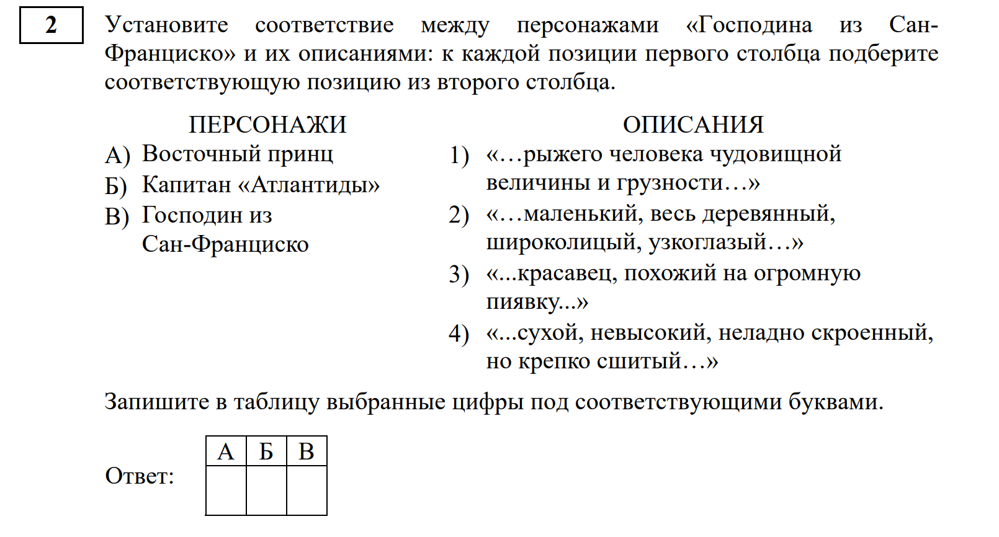 2
Установите соответствие между персонажами «Господина из Сан-
Франциско» и их описаниями: к каждой позиции первого столбца подберите
соответствующую позицию из второго столбца.
ПЕРСОНАЖИ
А) Восточный принц
Б) Капитан «Атлантиды»
В) Господин из
Сан-Франциско
ОПИСАНИЯ
1) «…рыжего человека чудовищной
величины и грузности…»
2) «…маленький, весь деревянный,
широколицый, узкоглазый…»
3) «...красавец, похожий на огромную
пиявку...»
4) «...сухой, невысокий, неладно скроенный,
но крепко сшитый…»
Запишите в таблицу выбранные цифры под соответствующими буквами.
Ответ:
А Б В